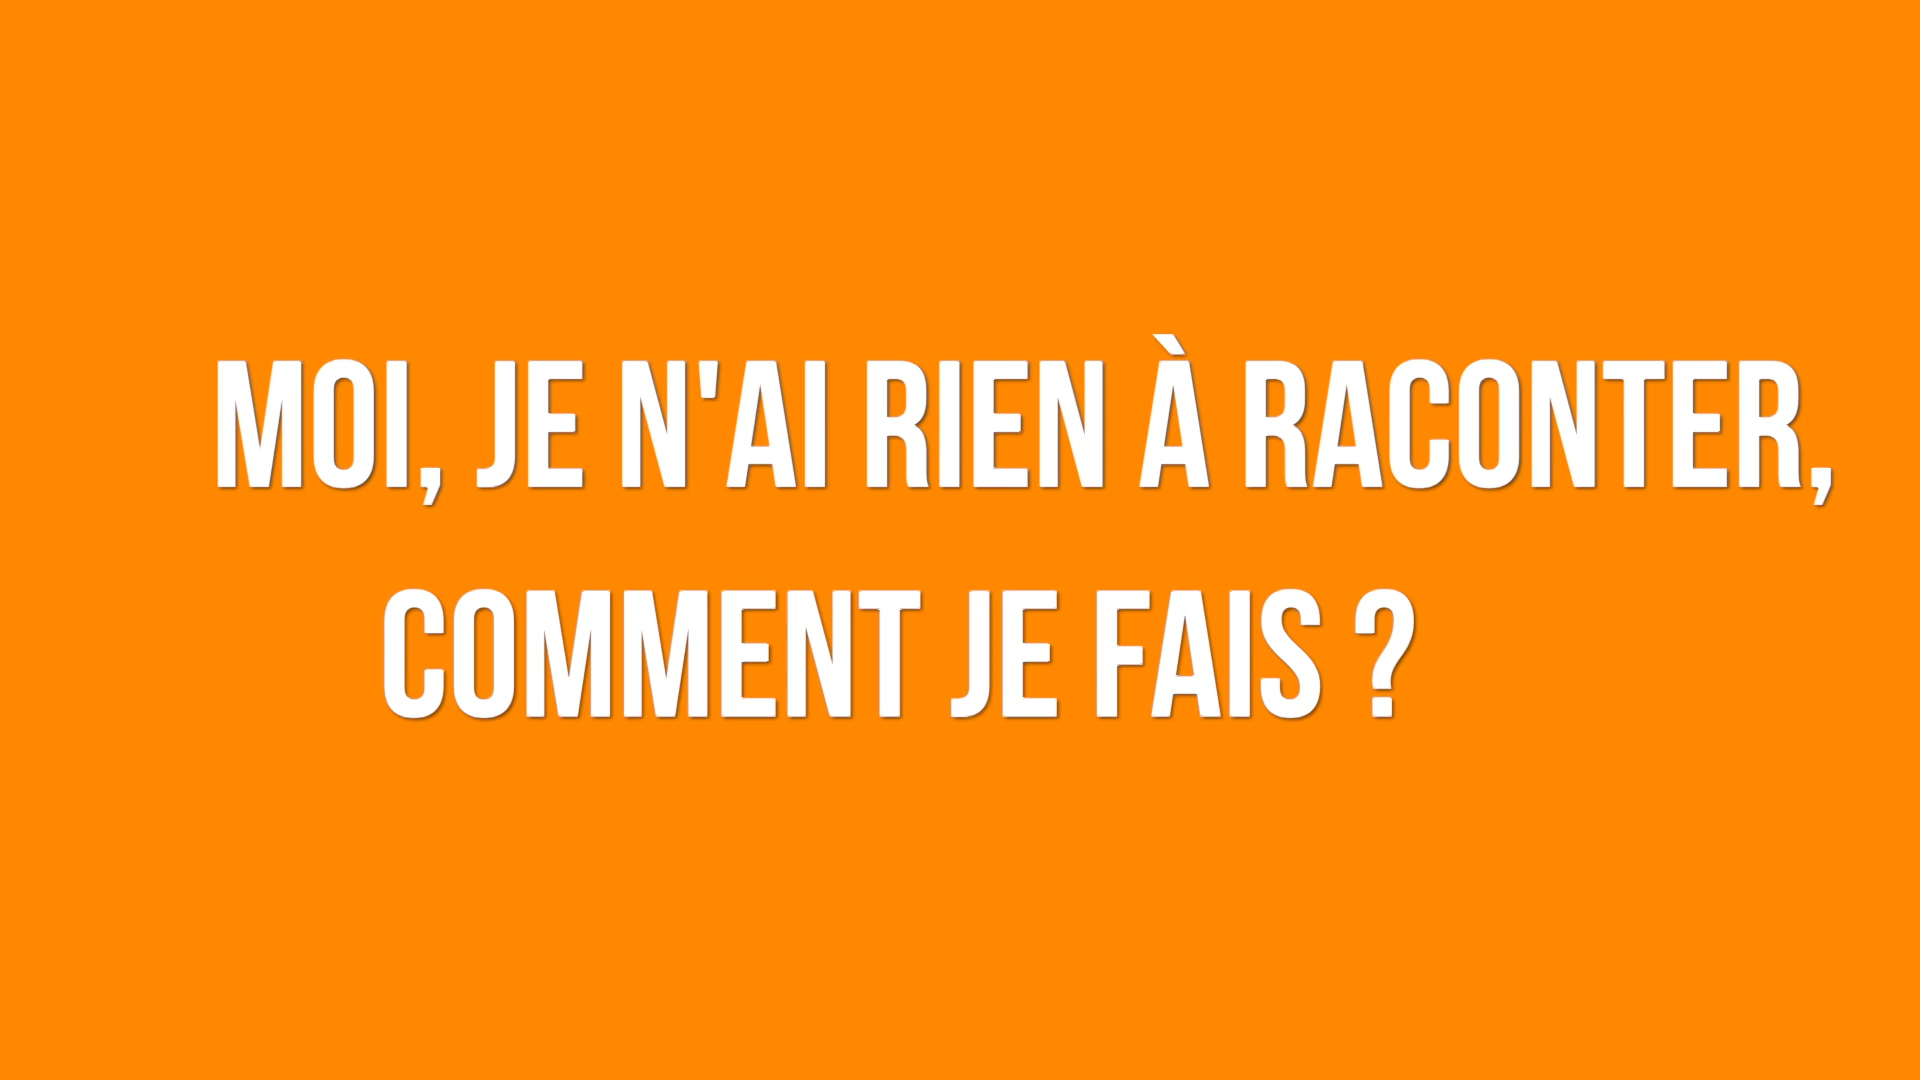 MOI, JE N'AI RIEN À RACONTER,
COMMENT JE FAIS ?